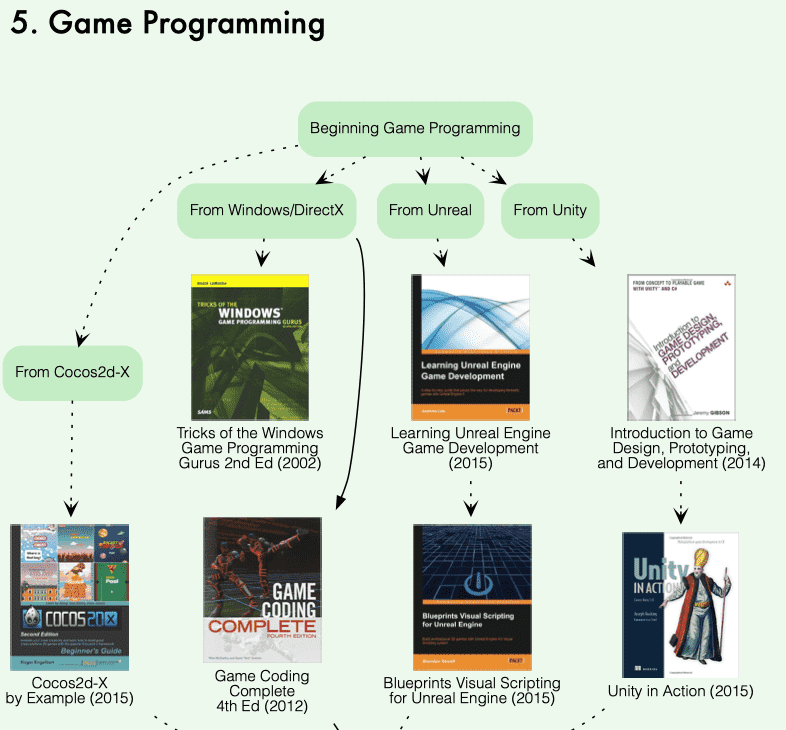 5. Game Programming
Beginning Game Programming
From Windows/DirectX
From Unreal
From Unity
TRICKS OF THE
WINDOWS
GAME PROGRAMMING GURUS
SAMS
FROM CONCEPT TO PLAYABLE GAME
WITH UNITY AND C#
Introduction to
GAME DESIGN,
PROTOTYPING,
and
DEVELOPMENT
Jeremy GIBSON
Learning Unreal Engine
Game Development
PACKT
From Cocos2d-X
Tricks of the Windows
Game Programming
Gurus 2nd Ed (2002)
Learning Unreal Engine
Game Development
(2015)
Introduction to Game
Design, Prototyping,
and Development (2014)
COCOS2DX
Second Edition
Beginner's Guide
GAME
CODING
COMPLETE
FOURTH EDITION
Blueprints Visual Scripting
for Unreal Engine
PACKT
Unity
IN ACTION
MANNING
Cocos2d-X
by Example (2015)
Game Coding
Complete
4th Ed (2012)
Blueprints Visual Scripting
for Unreal Engine (2015)
Unity in Action (2015)